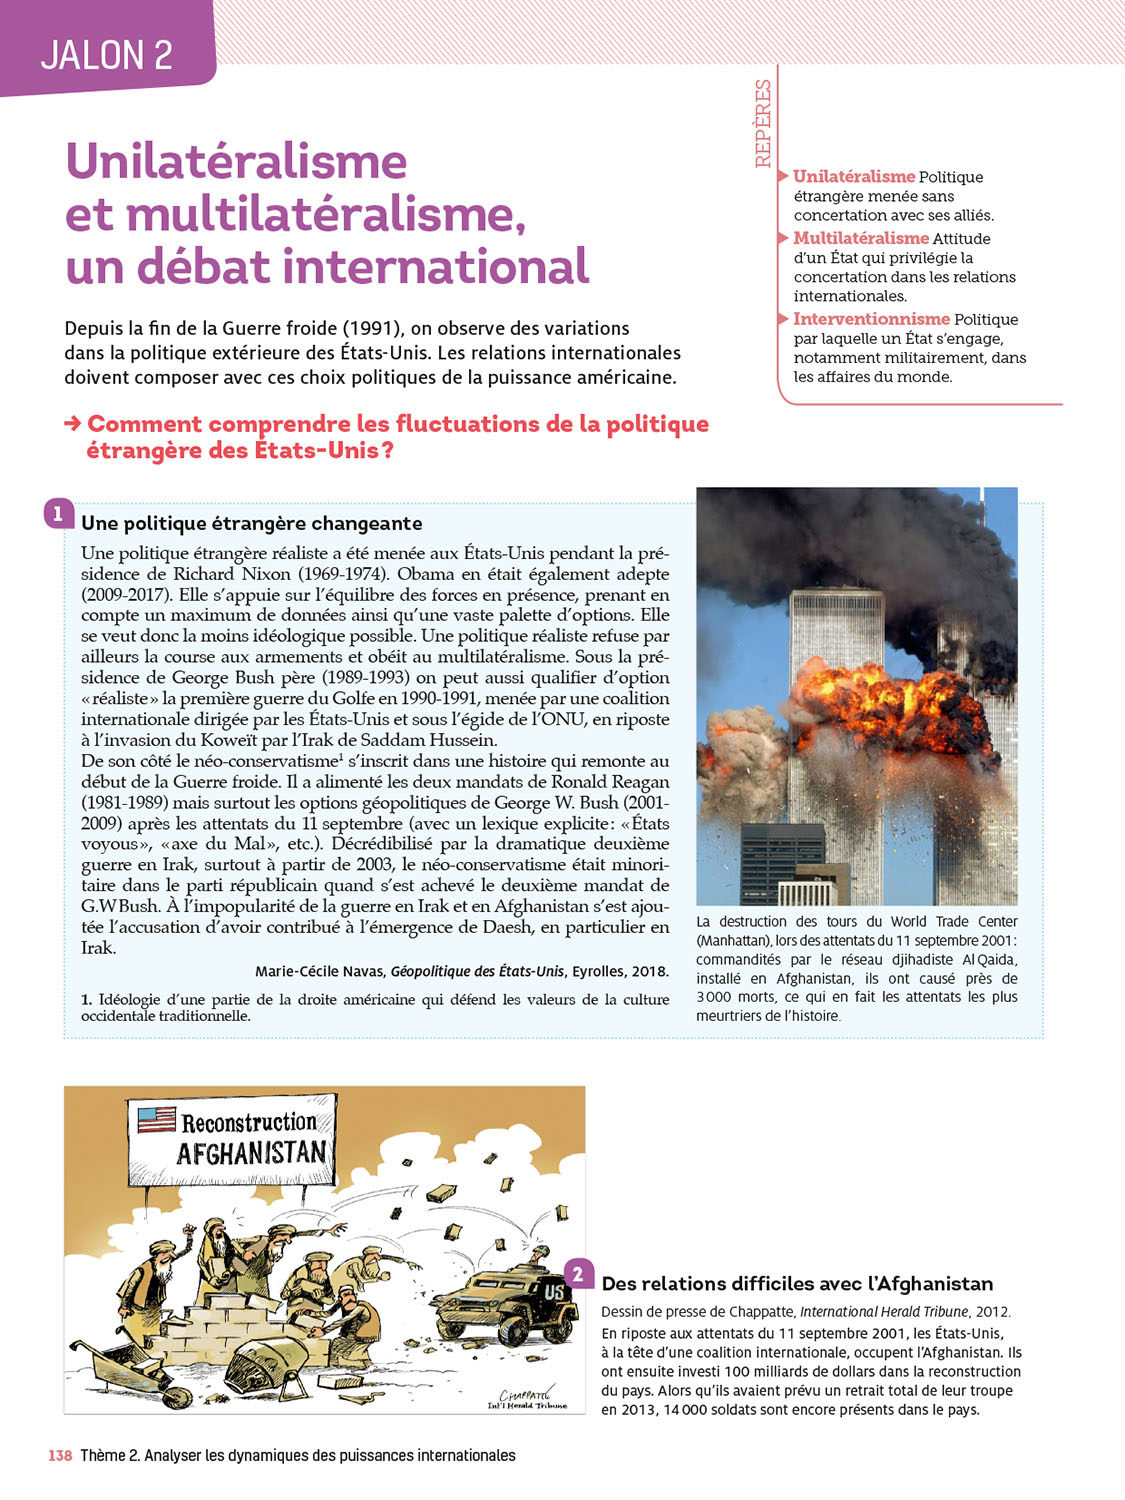 JALON 2
Unilatéralisme
et multilatéralisme,
un débat international
Depuis la fin de la Guerre froide (1991), on observe des variations
dans la politique extérieure des États-Unis. Les relations internationales
doivent composer avec ces choix politiques de la puissance américaine.
→ Comment comprendre les fluctuations de la politique
étrangère des États-Unis ?
REPÈRES
▶ Unilatéralisme Politique
étrangère menée sans
concertation avec ses alliés.
▶ Multilatéralisme Attitude
d'un État qui privilégie la
concertation dans les relations
internationales.
▶ Interventionnisme Politique
par laquelle un État s'engage,
notamment militairement, dans
les affaires du monde.
1
Une politique étrangère changeante
Une politique étrangère réaliste a été menée aux États-Unis pendant la pré-
sidence de Richard Nixon (1969-1974). Obama en était également adepte
(2009-2017). Elle s'appuie sur l'équilibre des forces en présence, prenant en
compte un maximum de données ainsi qu'une vaste palette d'options. Elle
se veut donc la moins idéologique possible. Une politique réaliste refuse par
ailleurs la course aux armements et obéit au multilatéralisme. Sous la pré-
sidence de George Bush père (1989-1993) on peut aussi qualifier d'option
« réaliste » la première guerre du Golfe en 1990-1991, menée par une coalition
internationale dirigée par les États-Unis et sous l'égide de l'ONU, en riposte
à l'invasion du Koweït par l'Irak de Saddam Hussein.
De son côté le néo-conservatisme¹ s'inscrit dans une histoire qui remonte au
début de la Guerre froide. Il a alimenté les deux mandats de Ronald Reagan
(1981-1989) mais surtout les options géopolitiques de George W. Bush (2001-
2009) après les attentats du 11 septembre (avec un lexique explicite : « États
voyous », « axe du Mal », etc.). Décrédibilisé par la dramatique deuxième
guerre en Irak, surtout à partir de 2003, le néo-conservatisme était minori-
taire dans le parti républicain quand s'est achevé le deuxième mandat de
G.W Bush. À l'impopularité de la guerre en Irak et en Afghanistan s'est ajou-
tée l'accusation d'avoir contribué à l'émergence de Daesh, en particulier en
Irak.
Marie-Cécile Navas, Géopolitique des États-Unis, Eyrolles, 2018.
1. Idéologie d'une partie de la droite américaine qui défend les valeurs de la culture
occidentale traditionnelle.
La destruction des tours du World Trade Center
(Manhattan), lors des attentats du 11 septembre 2001 :
commandités par le réseau djihadiste Al Qaida,
installé en Afghanistan, ils ont causé près de
3 000 morts, ce qui en fait les attentats les plus
meurtriers de l'histoire.
Reconstruction
AFGHANISTAN
US
CHAPPATTE
Int'l Herald Tribune
2
Des relations difficiles avec l'Afghanistan
Dessin de presse de Chappatte, International Herald Tribune, 2012.
En riposte aux attentats du 11 septembre 2001, les États-Unis,
à la tête d'une coalition internationale, occupent l'Afghanistan. Ils
ont ensuite investi 100 milliards de dollars dans la reconstruction
du pays. Alors qu'ils avaient prévu un retrait total de leur troupe
en 2013, 14 000 soldats sont encore présents dans le pays.
138 Thème 2. Analyser les dynamiques des puissances internationales